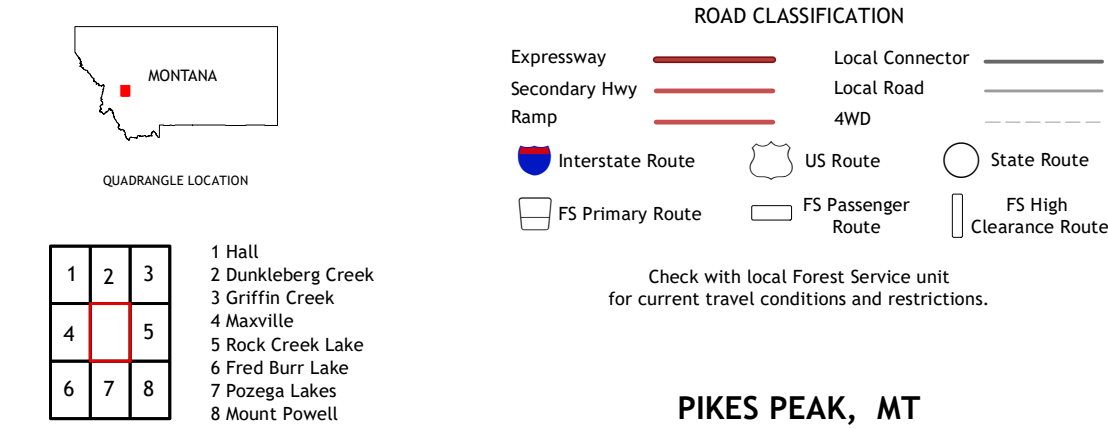 MONTANA
QUADRANGLE LOCATION
1 2 3
4 5
6 7 8
1 Hall
2 Dunkleberg Creek
3 Griffin Creek
4 Maxville
5 Rock Creek Lake
6 Fred Burr Lake
7 Pozega Lakes
8 Mount Powell
ROAD CLASSIFICATION
Expressway
Local Connector
Secondary Hwy
Local Road
Ramp
4WD
Interstate Route
US Route
State Route
FS Primary Route
FS Passenger
Route
FS High
Clearance Route
Check with local Forest Service unit
for current travel conditions and restrictions.
PIKES PEAK, MT